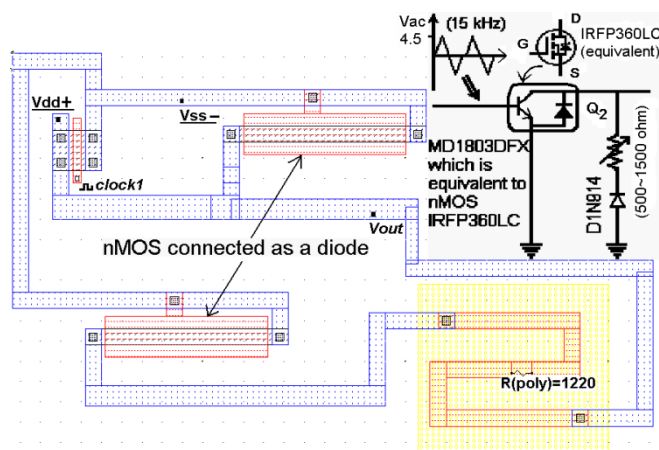 Vac
4.5
(15 kHz)
D
G
S
IRFP360LC
(equivalent)
Q2
MD1803DFX
which is
equivalent to
nMOS
IRFP360LC
D1N914
(500~1500 ohm)
Vdd+
Vss-
clock1
Vout
nMOS connected as a diode
R(poly)=1220